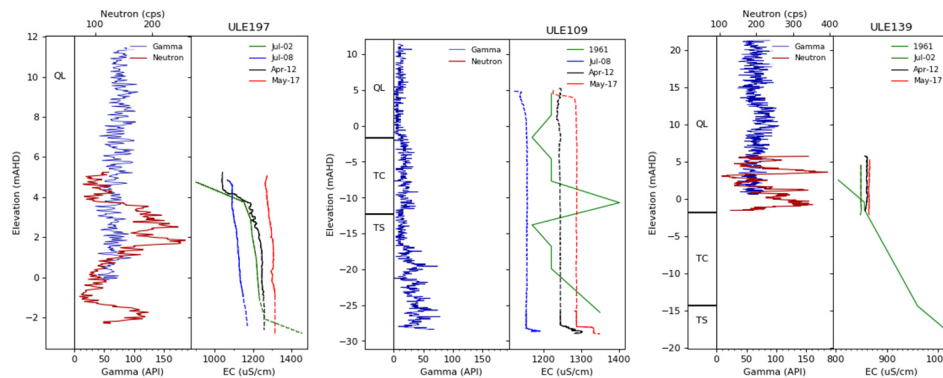 Neutron (cps)
100 200
ULE197
Gamma
Neutron
Jul-02
Jul-08
Apr-12
May-17
QL
12
10
8
6
4
2
0
−2
Elevation (mAHD)
0 50 100 150
Gamma (API)
1000 1200 1400
EC (uS/cm)
ULE109
Gamma
1961
Jul-08
Apr-12
May-17
QL
TC
TS
10
5
0
−5
−10
−15
−20
−25
−30
Elevation (mAHD)
0 50 100 150
Gamma (API)
1200 1300 1400
EC (uS/cm)
Neutron (cps)
100 200 300 400
ULE139
Gamma
Neutron
1961
Jul-02
Apr-12
May-17
QL
TC
TS
20
15
10
5
0
−5
−10
−15
−20
Elevation (mAHD)
0 50 100 150
Gamma (API)
800 900
EC (uS/cm)